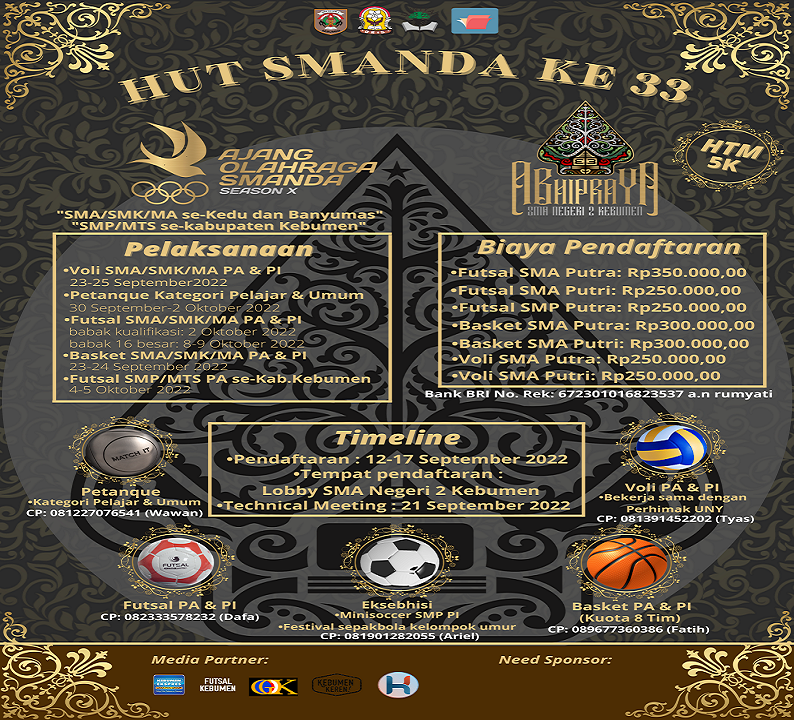 HUT SMANDA KE 33
AJANG
OLAHRAGA
SMANDA
SEASON X
ABHIPRAYA
SMA NEGERI 2 KEBUMEN
HTM
5K
"SMA/SMK/MA se-Kedu dan Banyumas"
"SMP/MTS se-kabupaten Kebumen"
Pelaksanaan
•Voli SMA/SMK/MA PA & PI
23-25 September2022
•Petanque Kategori Pelajar & Umum
30 September-2 Oktober 2022
•Futsal SMA/SMK/MA PA & PI
babak kualifikasi: 2 Oktober 2022
babak 16 besar: 8-9 Oktober 2022
•Basket SMA/SMK/MA PA & PI
23-24 September 2022
•Futsal SMP/MTS PA se-Kab.Kebumen
4-5 Oktober 2022
Biaya Pendaftaran
•Futsal SMA Putra: Rp350.000,00
•Futsal SMA Putri: Rp250.000,00
•Futsal SMP Putra: Rp250.000,00
•Basket SMA Putra: Rp300.000,00
•Basket SMA Putri: Rp300.000,00
•Voli SMA Putra: Rp250.000,00
•Voli SMA Putri: Rp250.000,00
Bank BRI No. Rek: 672301016823537 a.n rumyati
Timeline
•Pendaftaran : 12-17 September 2022
•Tempat pendaftaran :
Lobby SMA Negeri 2 Kebumen
•Technical Meeting : 21 September 2022
MATCH IT
Petanque
•Kategori Pelajar & Umum
CP: 081227076541 (Wawan)
Voli PA & PI
•Bekerja sama dengan
Perhimak UNY
CP: 081391452202 (Tyas)
FUTSAL
Futsal PA & PI
CP: 082333578232 (Dafa)
Eksebhisi
•Minisoccer SMP PI
•Festival sepakbola kelompok umur
CP: 081901282055 (Ariel)
Basket PA & PI
(Kuota 8 Tim)
CP: 089677360386 (Fatih)
Media Partner:
Need Sponsor:
KEBUMEN EKSPRES
FUTSAL
KEBUMEN
KEBUMEN
KEREN!